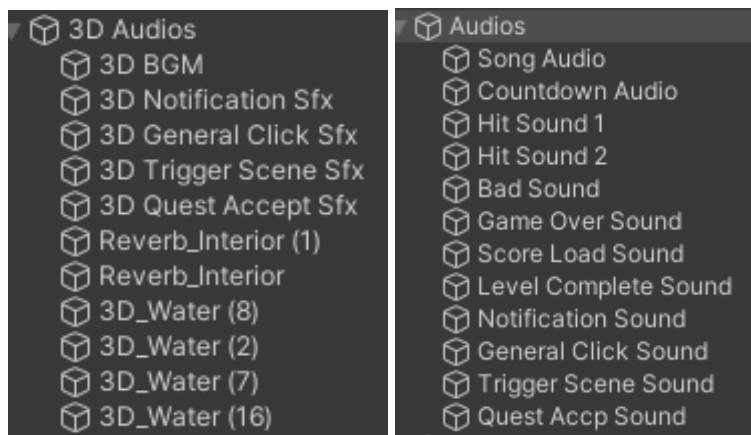 3D Audios
3D BGM
3D Notification Sfx
3D General Click Sfx
3D Trigger Scene Sfx
3D Quest Accept Sfx
Reverb_Interior (1)
Reverb_Interior
3D_Water (8)
3D_Water (2)
3D_Water (7)
3D_Water (16)
Audios
Song Audio
Countdown Audio
Hit Sound 1
Hit Sound 2
Bad Sound
Game Over Sound
Score Load Sound
Level Complete Sound
Notification Sound
General Click Sound
Trigger Scene Sound
Quest Accp Sound